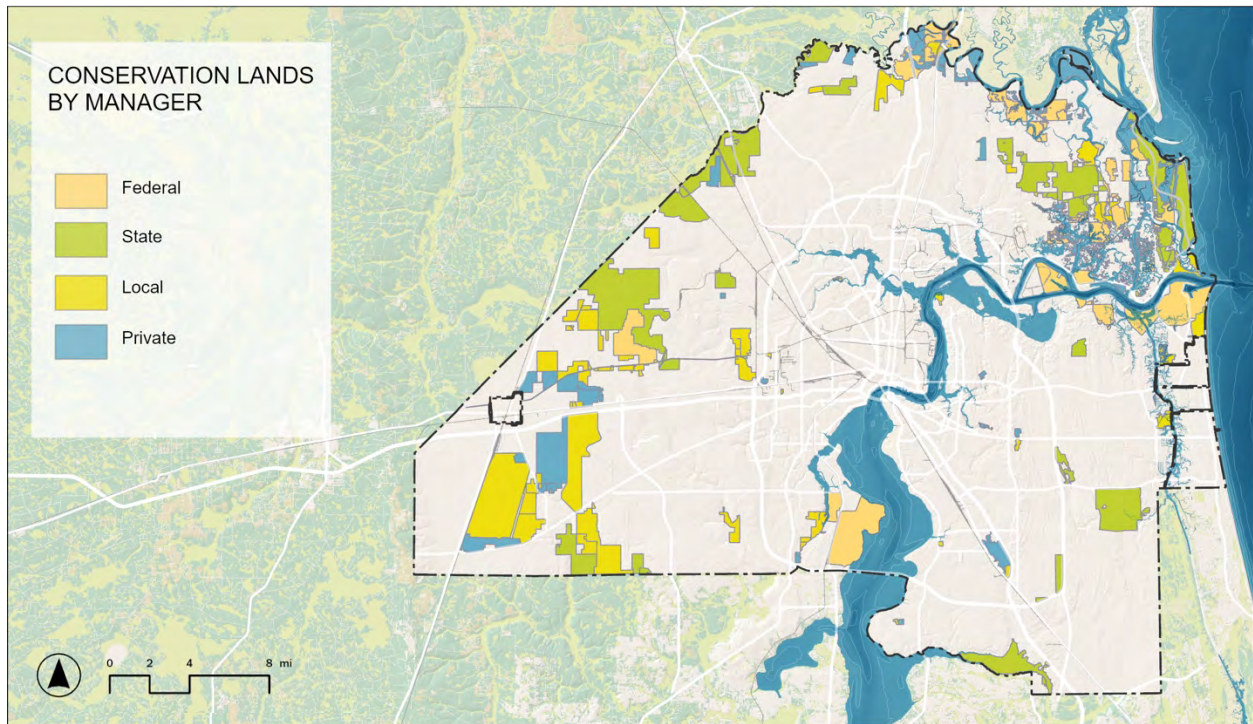 CONSERVATION LANDS
BY MANAGER
Federal
State
Local
Private
0 2 4 8 mi